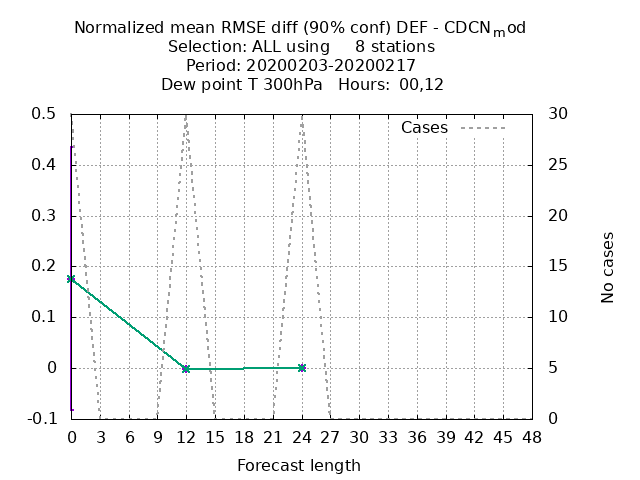 Normalized mean RMSE diff (90% conf) DEF - CDCNmod
Selection: ALL using     8 stations
Period: 20200203-20200217
Dew point T 300hPa   Hours: 00,12
Cases
0.5
0.4
0.3
0.2
0.1
0
-0.1
30
25
20
15
10
5
0
No cases
0 3 6 9 12 15 18 21 24 27 30 33 36 39 42 45 48
Forecast length